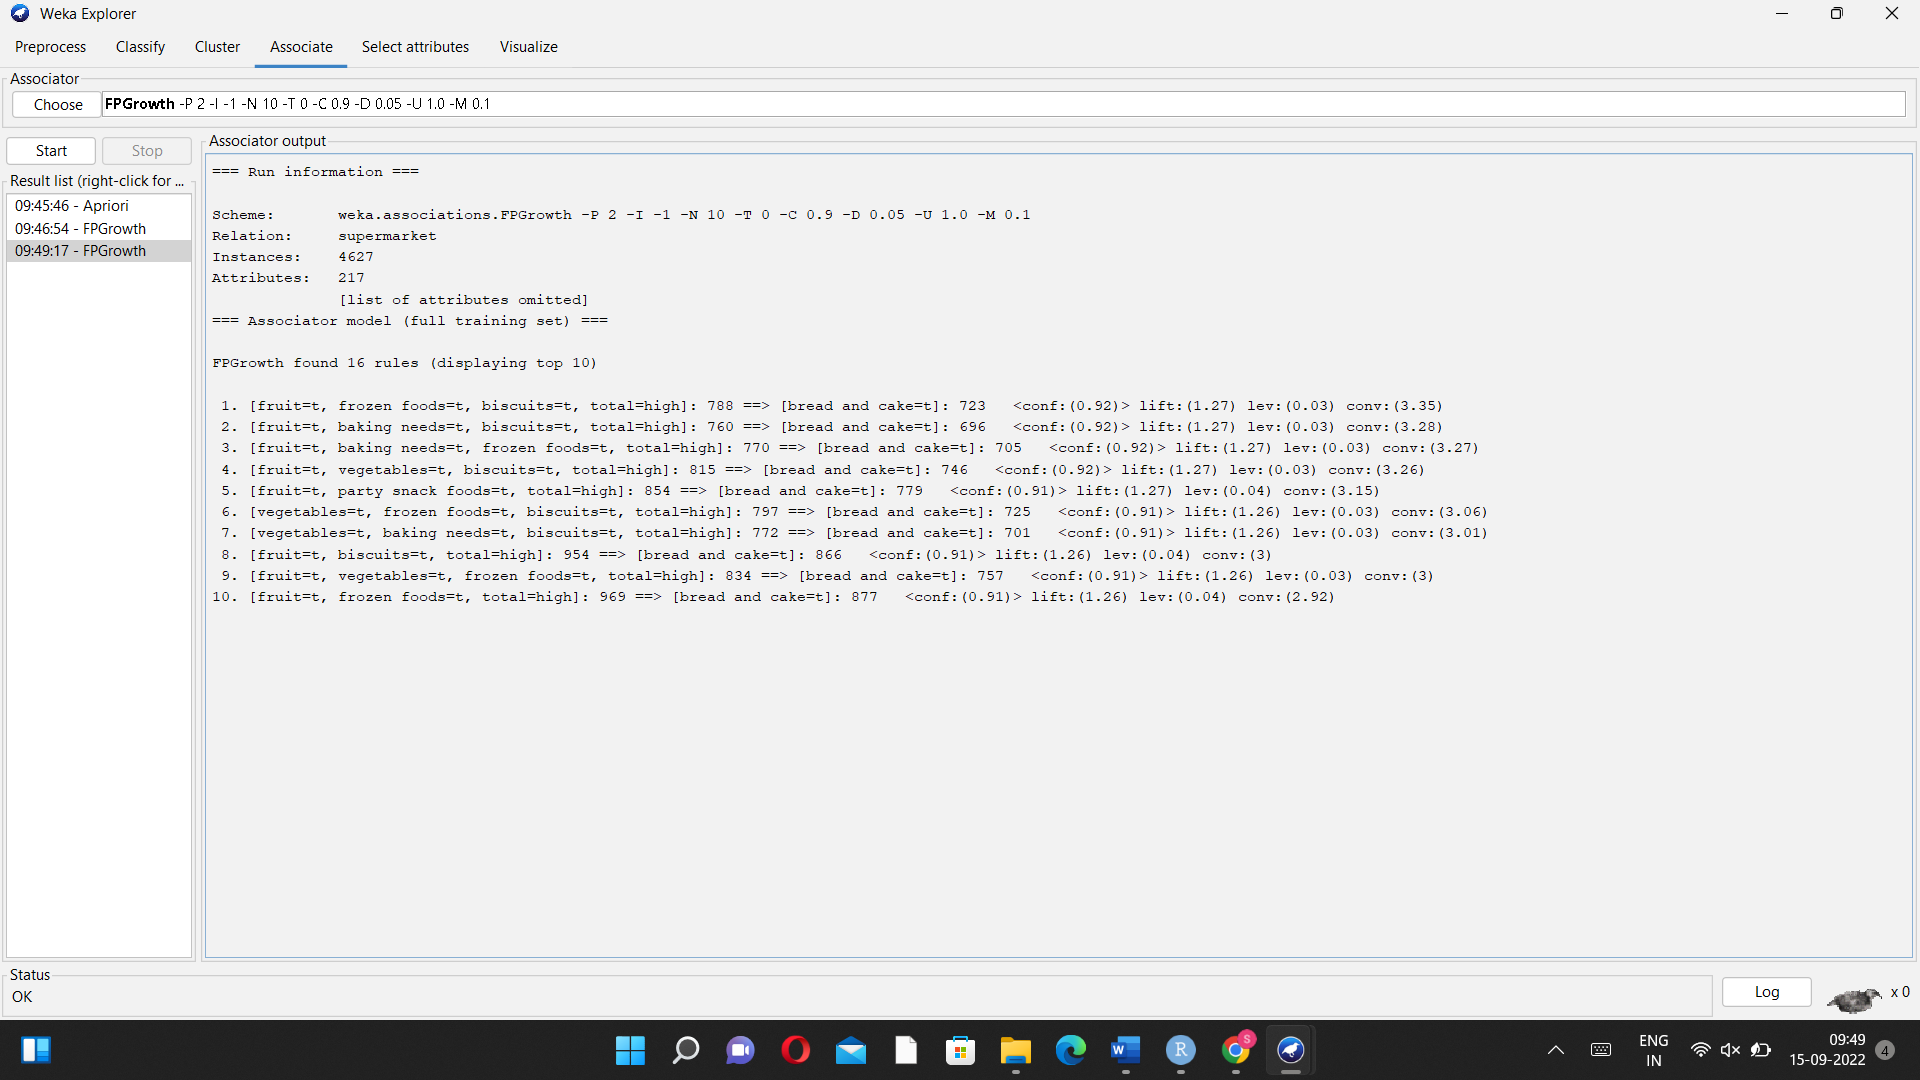 Weka Explorer
Preprocess Classify Cluster Associate Select attributes Visualize
Associator
Choose FPGrowth -P 2 -I -1 -N 10 -T 0 -C 0.9 -D 0.05 -U 1.0 -M 0.1
Start Stop
Result list (right-click for ...
09:45:46 - Apriori
09:46:54 - FPGrowth
09:49:17 - FPGrowth
Associator output
=== Run information ===
Scheme: weka.associations.FPGrowth -P 2 -I -1 -N 10 -T 0 -C 0.9 -D 0.05 -U 1.0 -M 0.1
Relation: supermarket
Instances: 4627
Attributes: 217
[list of attributes omitted]
=== Associator model (full training set) ===
FPGrowth found 16 rules (displaying top 10)
1. [fruit=t, frozen foods=t, biscuits=t, total=high]: 788 ==> [bread and cake=t]: 723 <conf:(0.92)> lift:(1.27) lev:(0.03) conv:(3.35)
2. [fruit=t, baking needs=t, biscuits=t, total=high]: 760 ==> [bread and cake=t]: 696 <conf:(0.92)> lift:(1.27) lev:(0.03) conv:(3.28)
3. [fruit=t, baking needs=t, frozen foods=t, total=high]: 770 ==> [bread and cake=t]: 705 <conf:(0.92)> lift:(1.27) lev:(0.03) conv:(3.27)
4. [fruit=t, vegetables=t, biscuits=t, total=high]: 815 ==> [bread and cake=t]: 746 <conf:(0.92)> lift:(1.27) lev:(0.03) conv:(3.26)
5. [fruit=t, party snack foods=t, total=high]: 854 ==> [bread and cake=t]: 779 <conf:(0.91)> lift:(1.27) lev:(0.04) conv:(3.15)
6. [vegetables=t, frozen foods=t, biscuits=t, total=high]: 797 ==> [bread and cake=t]: 725 <conf:(0.91)> lift:(1.26) lev:(0.03) conv:(3.06)
7. [vegetables=t, baking needs=t, biscuits=t, total=high]: 772 ==> [bread and cake=t]: 701 <conf:(0.91)> lift:(1.26) lev:(0.03) conv:(3.01)
8. [fruit=t, biscuits=t, total=high]: 954 ==> [bread and cake=t]: 866 <conf:(0.91)> lift:(1.26) lev:(0.04) conv:(3)
9. [fruit=t, vegetables=t, frozen foods=t, total=high]: 834 ==> [bread and cake=t]: 757 <conf:(0.91)> lift:(1.26) lev:(0.03) conv:(3)
10. [fruit=t, frozen foods=t, total=high]: 969 ==> [bread and cake=t]: 877 <conf:(0.91)> lift:(1.26) lev:(0.04) conv:(2.92)
Status
OK
Log
x 0
W
R
S
ENG
IN
09:49
15-09-2022
4